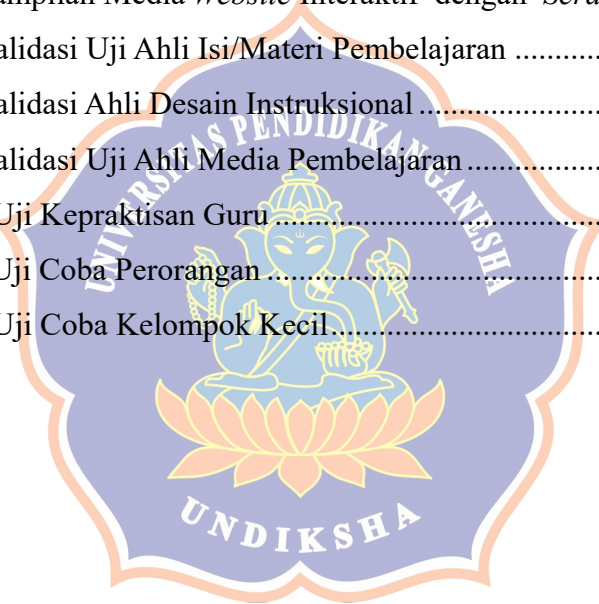 ampilan Media Website Interaktif dengan
alidasi Uji Ahli Isi/Materi Pembelajaran ..................
alidasi Ahli Desain Instruksional ..............................
alidasi Uji Ahli Media Pembelajaran ........................
Uji Kepraktisan Guru ................................................
Uji Coba Perorangan .................................................
Uji Coba Kelompok Kecil ..........................................
UNIVERSITAS PENDIDIKAN GANESHA
UNDIKSHA